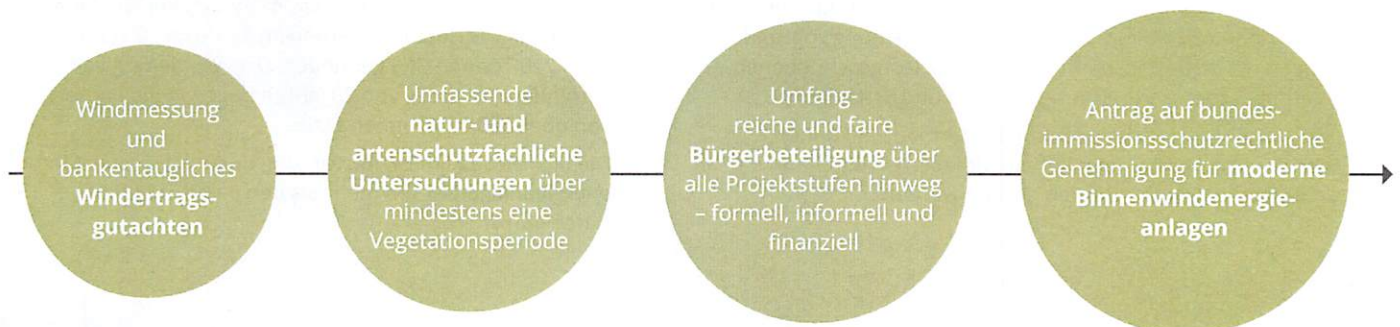 Windmessung
und
bankentaugliches
Windertrags-
gutachten
Umfassende
natur- und
artenschutzfachliche
Untersuchungen über
mindestens eine
Vegetationsperiode
Umfang-
reiche und faire
Bürgerbeteiligung über
alle Projektstufen hinweg
– formell, informell und
finanziell
Antrag auf bundes-
immissionsschutzrechtliche
Genehmigung für moderne
Binnenwindenergie-
anlagen